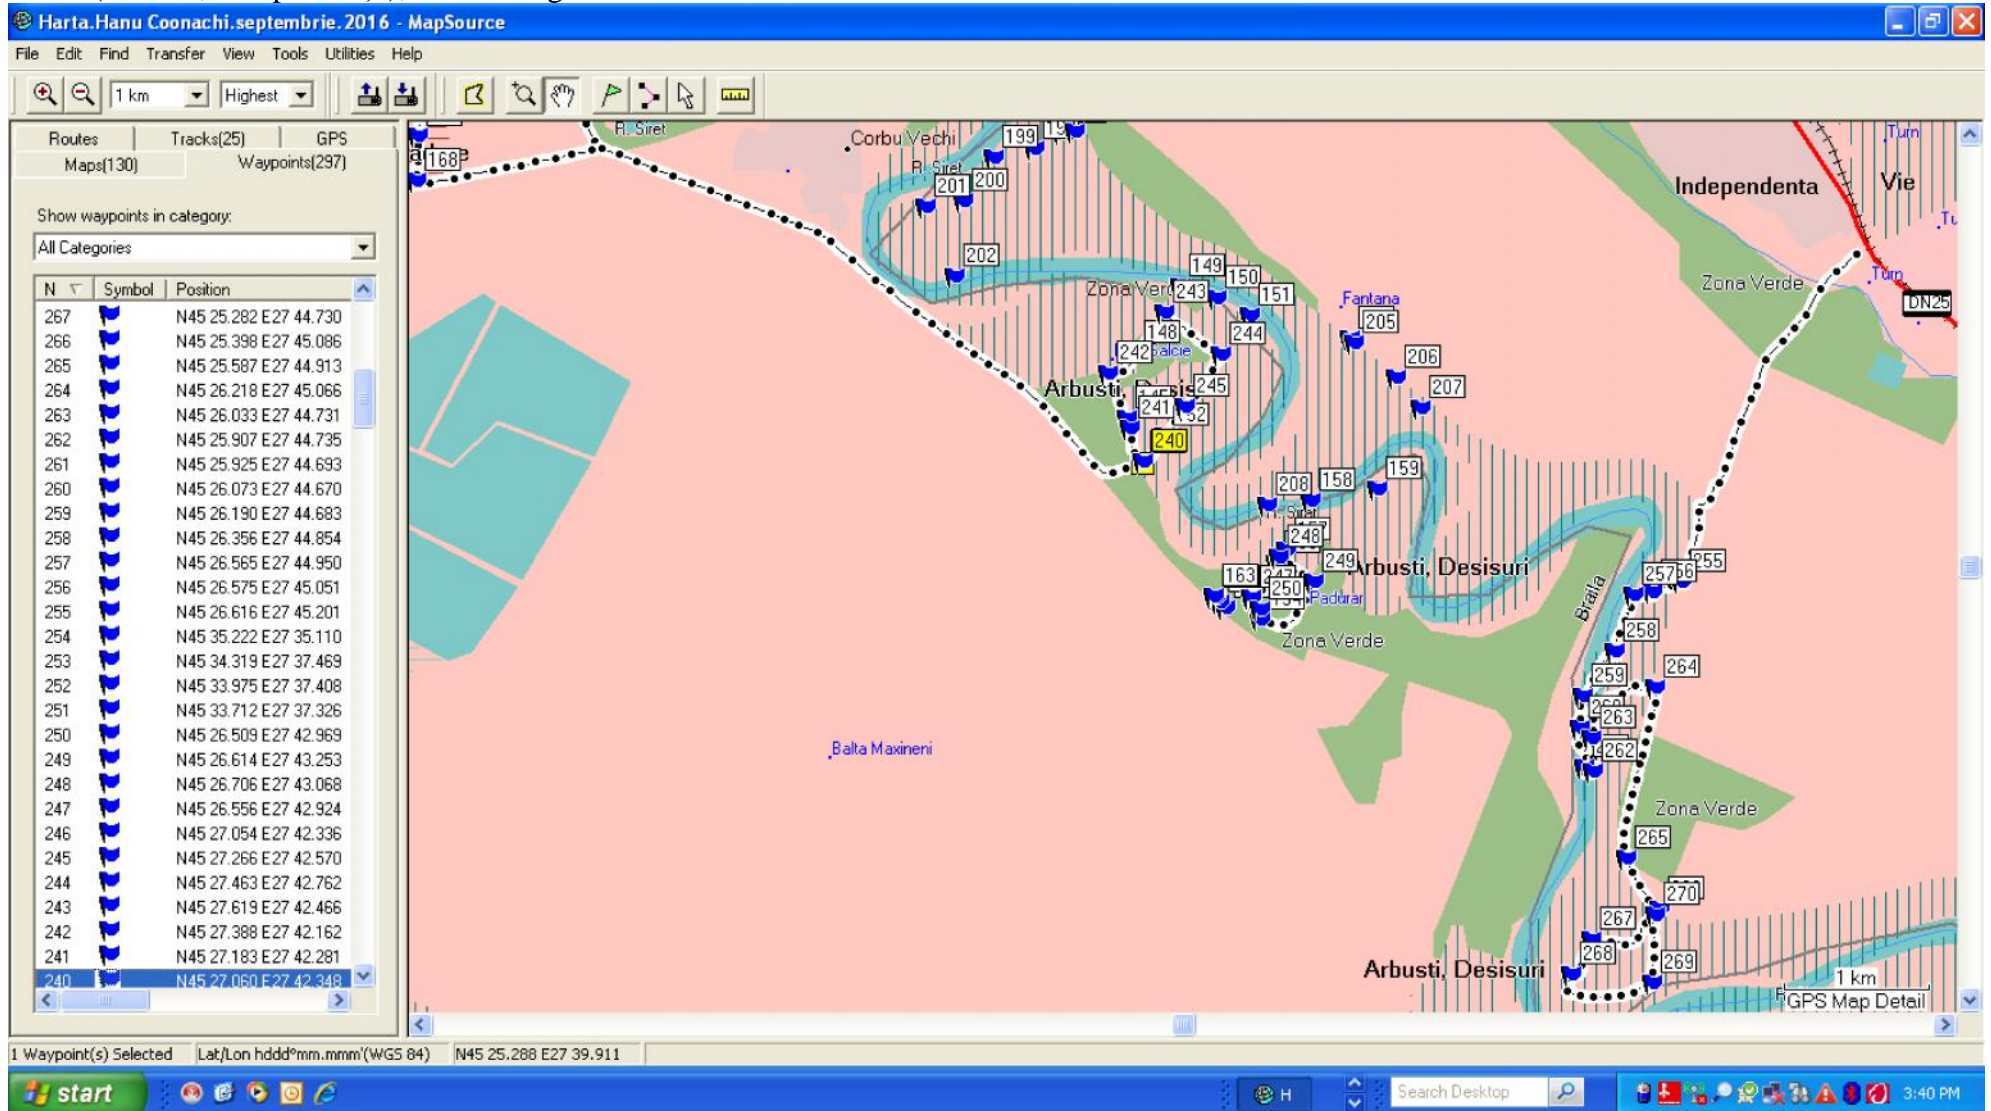 Harta.Hanu Coonachi.septembrie.2016 - MapSource
File Edit Find Transfer View Tools Utilities Help
1 km Highest
Routes Tracks(25) GPS
Maps(130) Waypoints(297)
Show waypoints in category:
All Categories
N Symbol Position
267 N45 25.282 E27 44.730
266 N45 25.398 E27 45.086
265 N45 25.587 E27 44.913
264 N45 26.218 E27 45.066
263 N45 26.033 E27 44.731
262 N45 25.907 E27 44.735
261 N45 25.925 E27 44.693
260 N45 26.073 E27 44.670
259 N45 26.190 E27 44.683
258 N45 26.356 E27 44.854
257 N45 26.565 E27 44.950
256 N45 26.575 E27 45.051
255 N45 26.616 E27 45.201
254 N45 35.222 E27 35.110
253 N45 34.319 E27 37.469
252 N45 33.975 E27 37.408
251 N45 33.712 E27 37.326
250 N45 26.509 E27 42.969
249 N45 26.614 E27 43.253
248 N45 26.706 E27 43.068
247 N45 26.556 E27 42.924
246 N45 27.054 E27 42.336
245 N45 27.266 E27 42.570
244 N45 27.463 E27 42.762
243 N45 27.619 E27 42.466
242 N45 27.388 E27 42.162
241 N45 27.183 E27 42.281
240 N45 27.060 E27 42.348
R. Siret
168
Corbu Vechi
199
R. Siret
201
200
202
149
150
151
Zona Verde
243
148
244
242
Arbusti, Desisuri
245
241
240
Fantana
205
206
207
Independenta
Vie
Turn
Zona Verde
Turn
DN25
208
158
159
R. Siret
248
249
Arbusti, Desisuri
163
247
250
Padurar
Zona Verde
Braila
257
255
258
259
264
263
262
Balta Maxineni
Zona Verde
265
270
267
268
269
Arbusti, Desisuri
1 km
GPS Map Detail
1 Waypoint(s) Selected Lat/Lon hddd°mm.mmm'(WGS 84) N45 25.288 E27 39.911
start H Search Desktop 3:40 PM